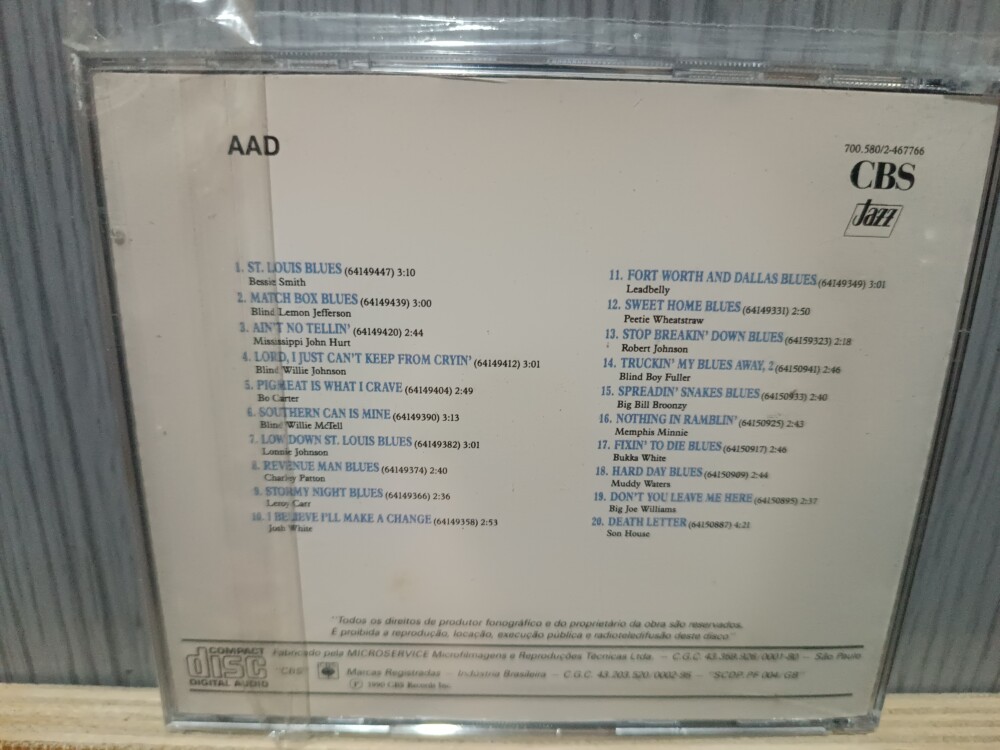 AAD
700.580/2-467766
CBS
Jazz
1. ST. LOUIS BLUES (64149447) 3:10
Bessie Smith
2. MATCH BOX BLUES (64149439) 3:00
Blind Lemon Jefferson
3. AIN'T NO TELLIN' (64149420) 2:44
Mississippi John Hurt
4. LORD, I JUST CAN'T KEEP FROM CRYIN' (64149412) 3:01
Blind Willie Johnson
5. PIGMEAT IS WHAT I CRAVE (64149404) 2:49
Bo Carter
6. SOUTHERN CAN IS MINE (64149390) 3:13
Blind Willie McTell
7. LOW DOWN ST. LOUIS BLUES (64149382) 3:01
Lonnie Johnson
8. REVENUE MAN BLUES (64149374) 2:40
Charley Patton
9. STORMY NIGHT BLUES (64149366) 2:36
Leroy Carr
10. I BELIEVE I'LL MAKE A CHANGE (64149358) 2:53
Josh White
11. FORT WORTH AND DALLAS BLUES (64149349) 3:01
Leadbelly
12. SWEET HOME BLUES (64149331) 2:50
Peetie Wheatstraw
13. STOP BREAKIN' DOWN BLUES (64159323) 2:18
Robert Johnson
14. TRUCKIN' MY BLUES AWAY, 2 (64150941) 2:46
Blind Boy Fuller
15. SPREADIN' SNAKES BLUES (64150933) 2:40
Big Bill Broonzy
16. NOTHING IN RAMBLIN' (64150925) 2:43
Memphis Minnie
17. FIXIN' TO DIE BLUES (64150917) 2:46
Bukka White
18. HARD DAY BLUES (64150909) 2:44
Muddy Waters
19. DON'T YOU LEAVE ME HERE (64150895) 2:37
Big Joe Williams
20. DEATH LETTER (64150887) 4:21
Son House
"Todos os direitos de produtor fonográfico e do proprietário da obra são reservados.
É proibida a reprodução, locação, execução pública e radioteledifusão deste disco."
COMPACT
disc
DIGITAL AUDIO
Fabricado pela MICROSERVICE Microfilmagens e Reproduções Técnicas Ltda. — C.G.C. — São Paulo
"CBS" Marcas Registradas — Indústria Brasileira — C.G.C. 43.203.520/0002-
℗ 1990 CBS Records Inc.